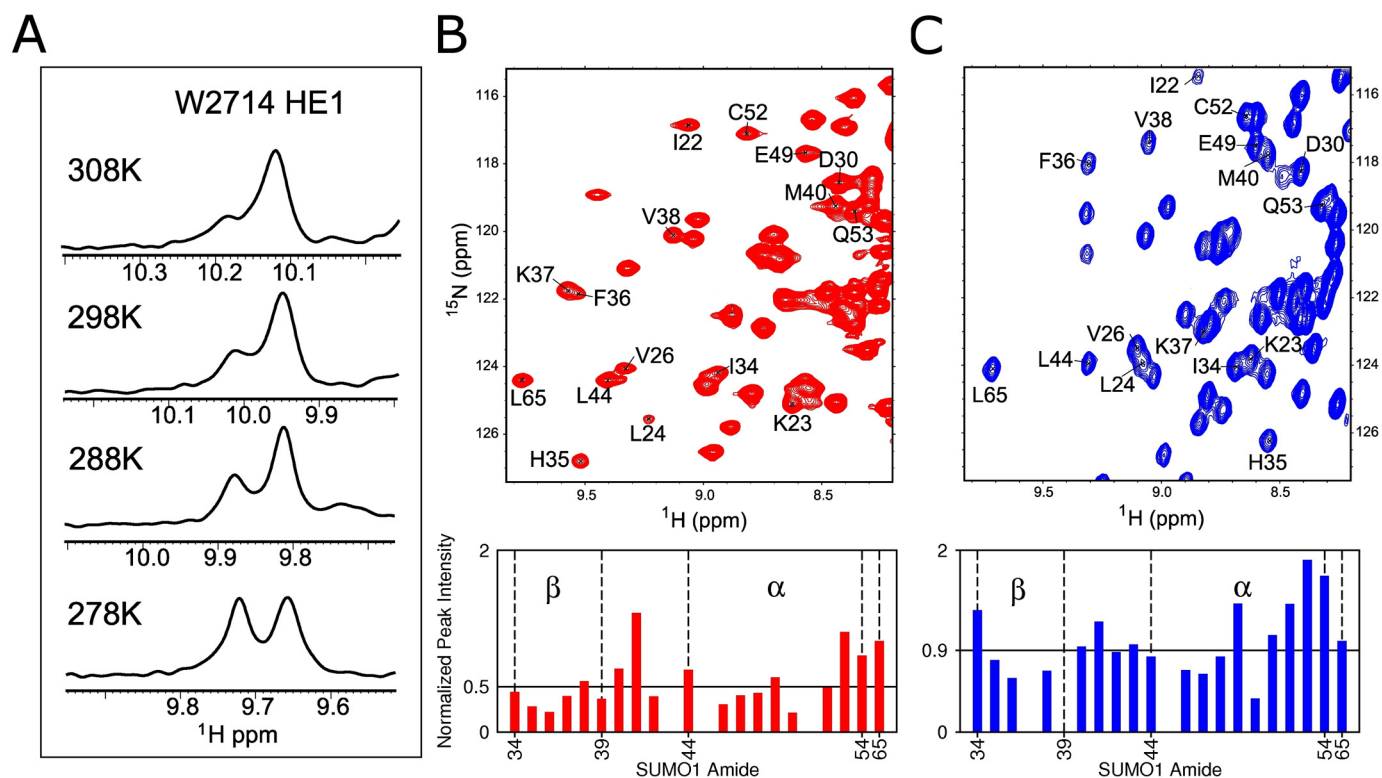 A
W2714 HE1
308K
10.3 10.2 10.1
298K
10.1 10.0 9.9
288K
10.0 9.9 9.8
278K
9.8 9.7 9.6
¹H ppm
B
116
118
120
122
124
126
¹⁵N (ppm)
C52
I22
E49
D30
M40
Q53
V38
K37
F36
V26
I34
L65
L44
L24
K23
H35
9.5 9.0 8.5
¹H (ppm)
Normalized Peak Intensity
2
0.5
0
β
α
34 39 44 54 65
SUMO1 Amide
C
I22
C52
V38
E49
D30
F36
M40
Q53
V26
K37
K23
L44
L24
I34
L65
H35
116
118
120
122
124
126
9.5 9.0 8.5
¹H (ppm)
2
0.9
0
β
α
34 39 44 54 65
SUMO1 Amide